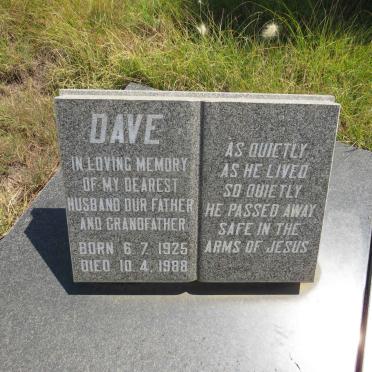 DAVE
IN LOVING MEMORY
OF MY DEAREST
HUSBAND OUR FATHER
AND GRANDFATHER
BORN 6. 7. 1925
DIED 10. 4. 1988
AS QUIETLY
AS HE LIVED
SO QUIETLY
HE PASSED AWAY
SAFE IN THE
ARMS OF JESUS